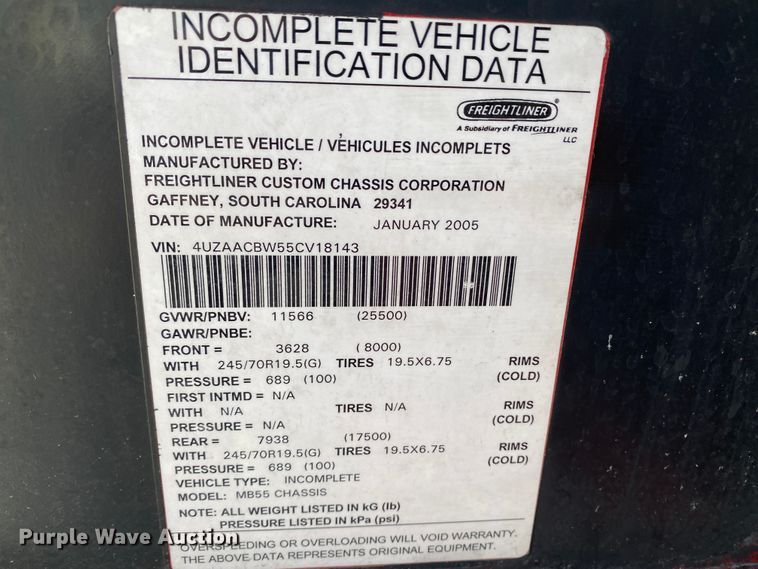 INCOMPLETE VEHICLE
IDENTIFICATION DATA
FREIGHTLINER®
A Subsidiary of FREIGHTLINER
LLC
INCOMPLETE VEHICLE / VÉHICULES INCOMPLETS
MANUFACTURED BY:
FREIGHTLINER CUSTOM CHASSIS CORPORATION
GAFFNEY, SOUTH CAROLINA 29341
DATE OF MANUFACTURE: JANUARY 2005
VIN: 4UZAACBW55CV18143
GVWR/PNBV: 11566 (25500)
GAWR/PNBE:
FRONT = 3628 ( 8000)
WITH 245/70R19.5(G) TIRES 19.5X6.75 RIMS
PRESSURE = 689 (100) (COLD)
FIRST INTMD = N/A
WITH N/A TIRES N/A RIMS
PRESSURE = N/A (COLD)
REAR = 7938 (17500)
WITH 245/70R19.5(G) TIRES 19.5X6.75 RIMS
PRESSURE = 689 (100) (COLD)
VEHICLE TYPE: INCOMPLETE
MODEL: MB55 CHASSIS
NOTE: ALL WEIGHT LISTED IN kG (lb)
PRESSURE LISTED IN kPa (psi)
OVERSPEEDING OR OVERLOADING WILL VOID WARRANTY.
THE ABOVE DATA REPRESENTS ORIGINAL EQUIPMENT.
Purple Wave Auction